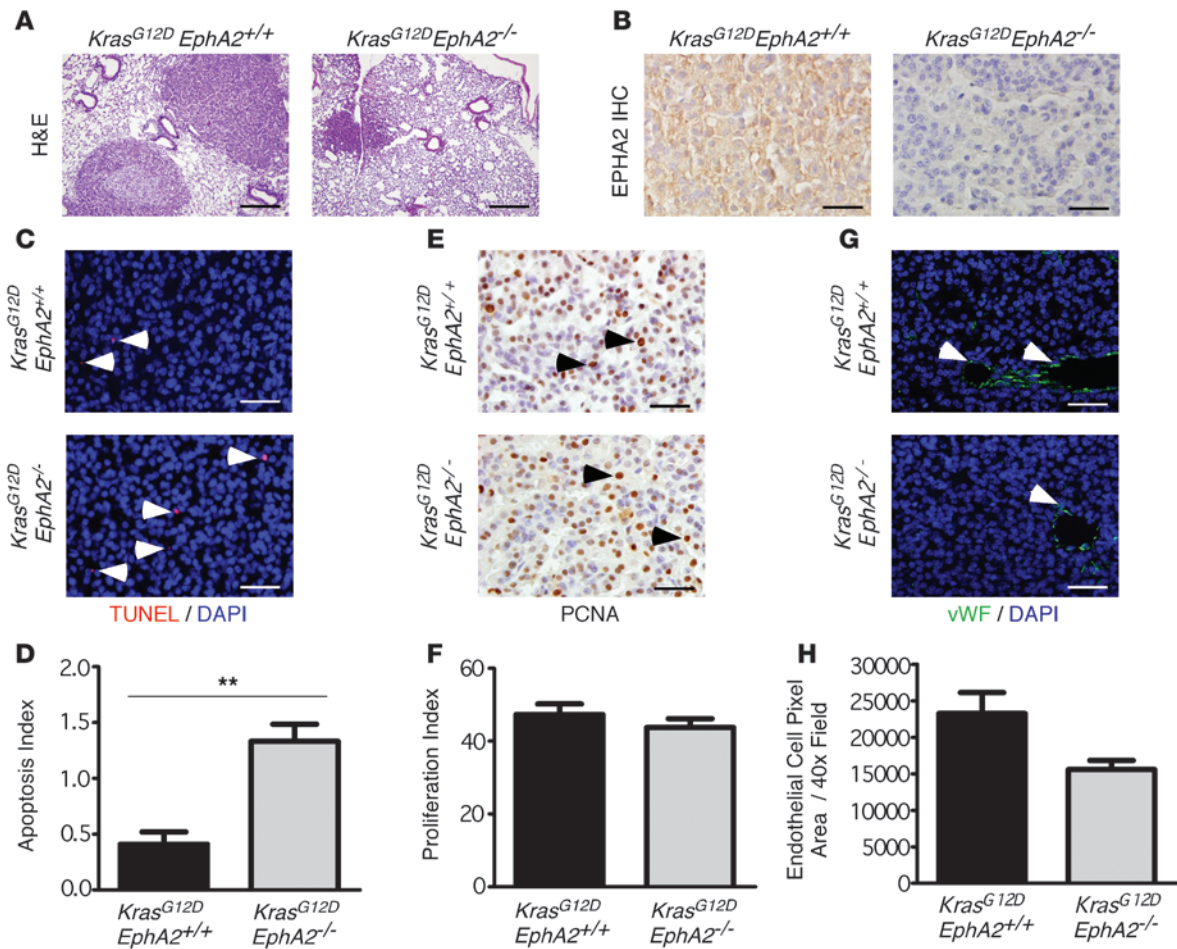 A
Kras^G12D EphA2^+/+
Kras^G12D EphA2^-/-
H&E
B
Kras^G12D EphA2^+/+
Kras^G12D EphA2^-/-
EPHA2 IHC
C
Kras^G12D
EphA2^+/+
Kras^G12D
EphA2^-/-
TUNEL / DAPI
E
Kras^G12D
EphA2^+/+
Kras^G12D
EphA2^-/-
PCNA
G
Kras^G12D
EphA2^+/+
Kras^G12D
EphA2^-/-
vWF / DAPI
D
Apoptosis Index
2.0
1.5
1.0
0.5
0.0
**
Kras^G12D
EphA2^+/+
Kras^G12D
EphA2^-/-
F
Proliferation Index
60
40
20
0
Kras^G12D
EphA2^+/+
Kras^G12D
EphA2^-/-
H
Endothelial Cell Pixel
Area / 40x Field
30000
25000
20000
15000
10000
5000
0
Kras^G12D
EphA2^+/+
Kras^G12D
EphA2^-/-